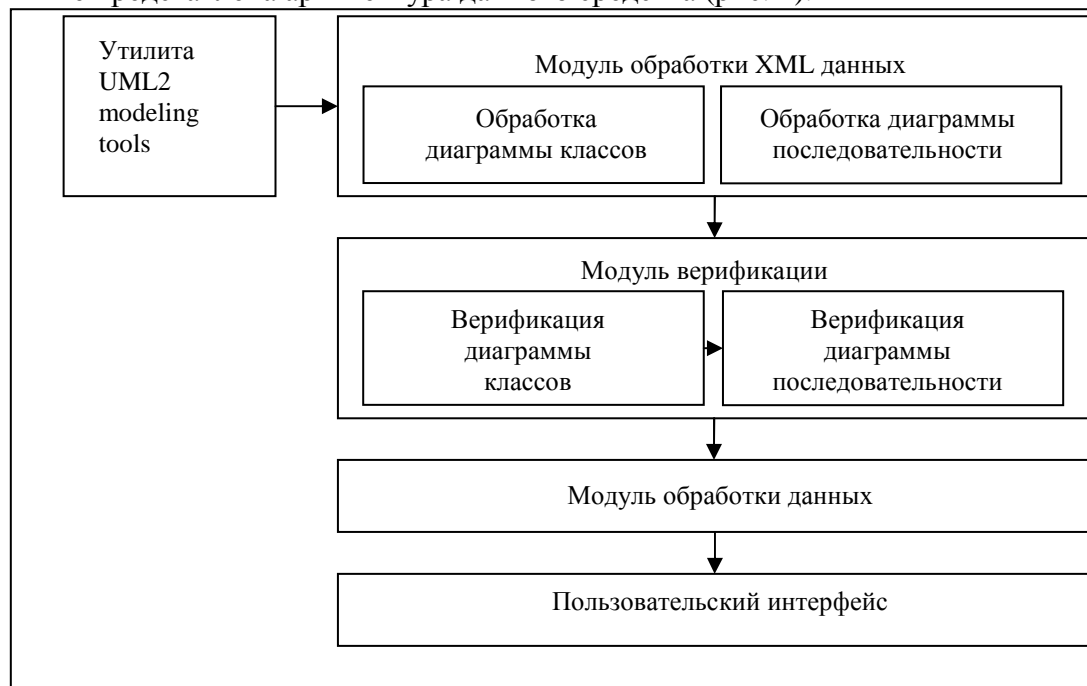 Утилита
UML2
modeling
tools
Модуль обработки XML данных
Обработка
диаграммы классов
Обработка диаграммы
последовательности
Модуль верификации
Верификация
диаграммы
классов
Верификация
диаграммы
последовательности
Модуль обработки данных
Пользовательский интерфейс